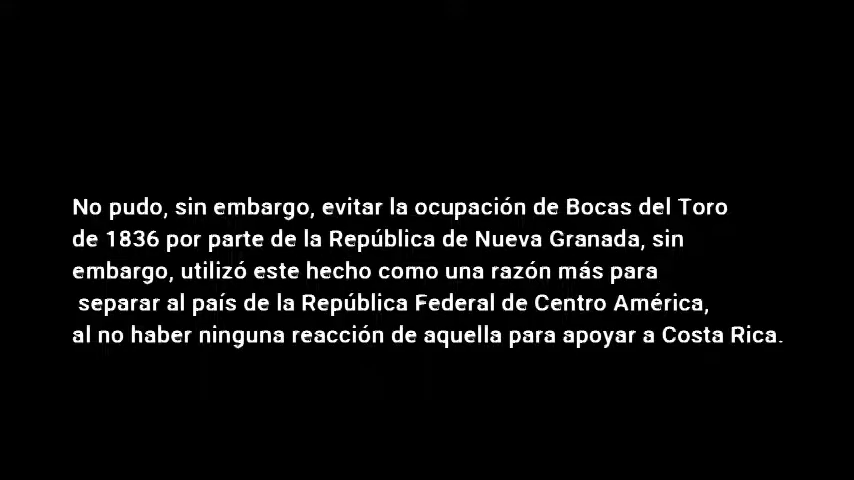 No pudo, sin embargo, evitar la ocupación de Bocas del Toro
de 1836 por parte de la República de Nueva Granada, sin
embargo, utilizó este hecho como una razón más para
separar al país de la República Federal de Centro América,
al no haber ninguna reacción de aquella para apoyar a Costa Rica.